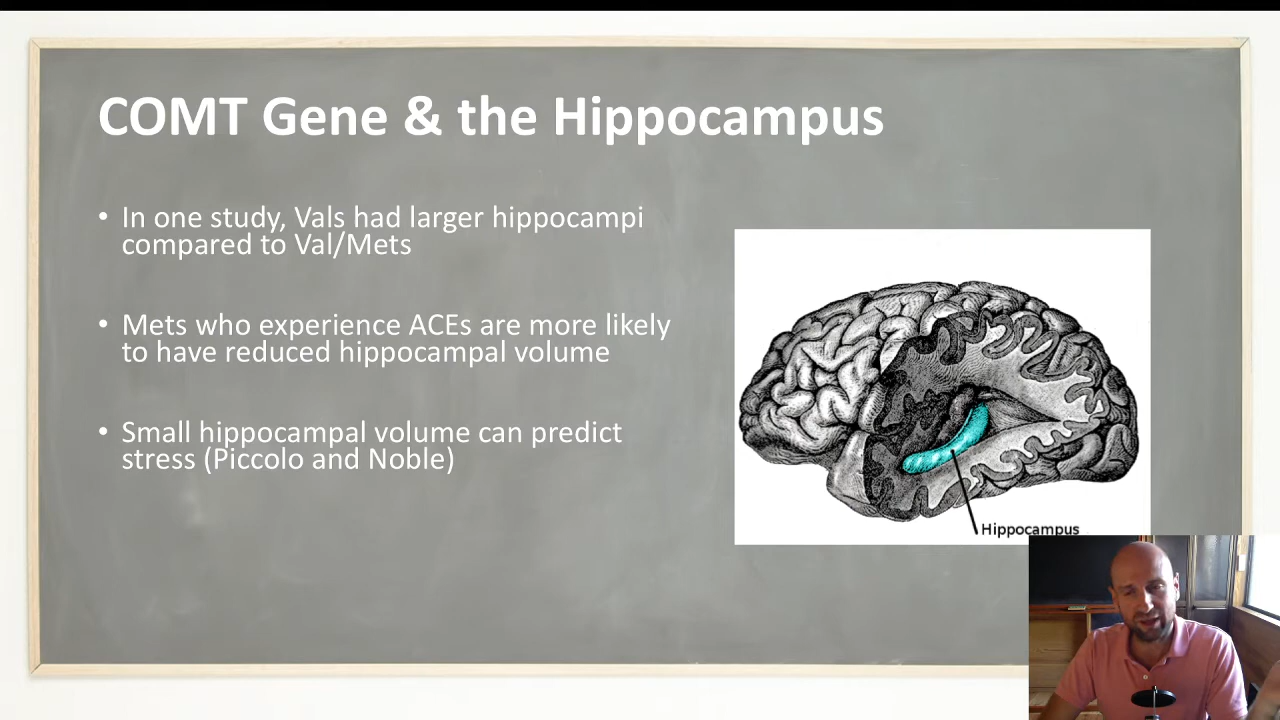 COMT Gene & the Hippocampus
• In one study, Vals had larger hippocampi
compared to Val/Mets
• Mets who experience ACEs are more likely
to have reduced hippocampal volume
• Small hippocampal volume can predict
stress (Piccolo and Noble)
Hippocampus